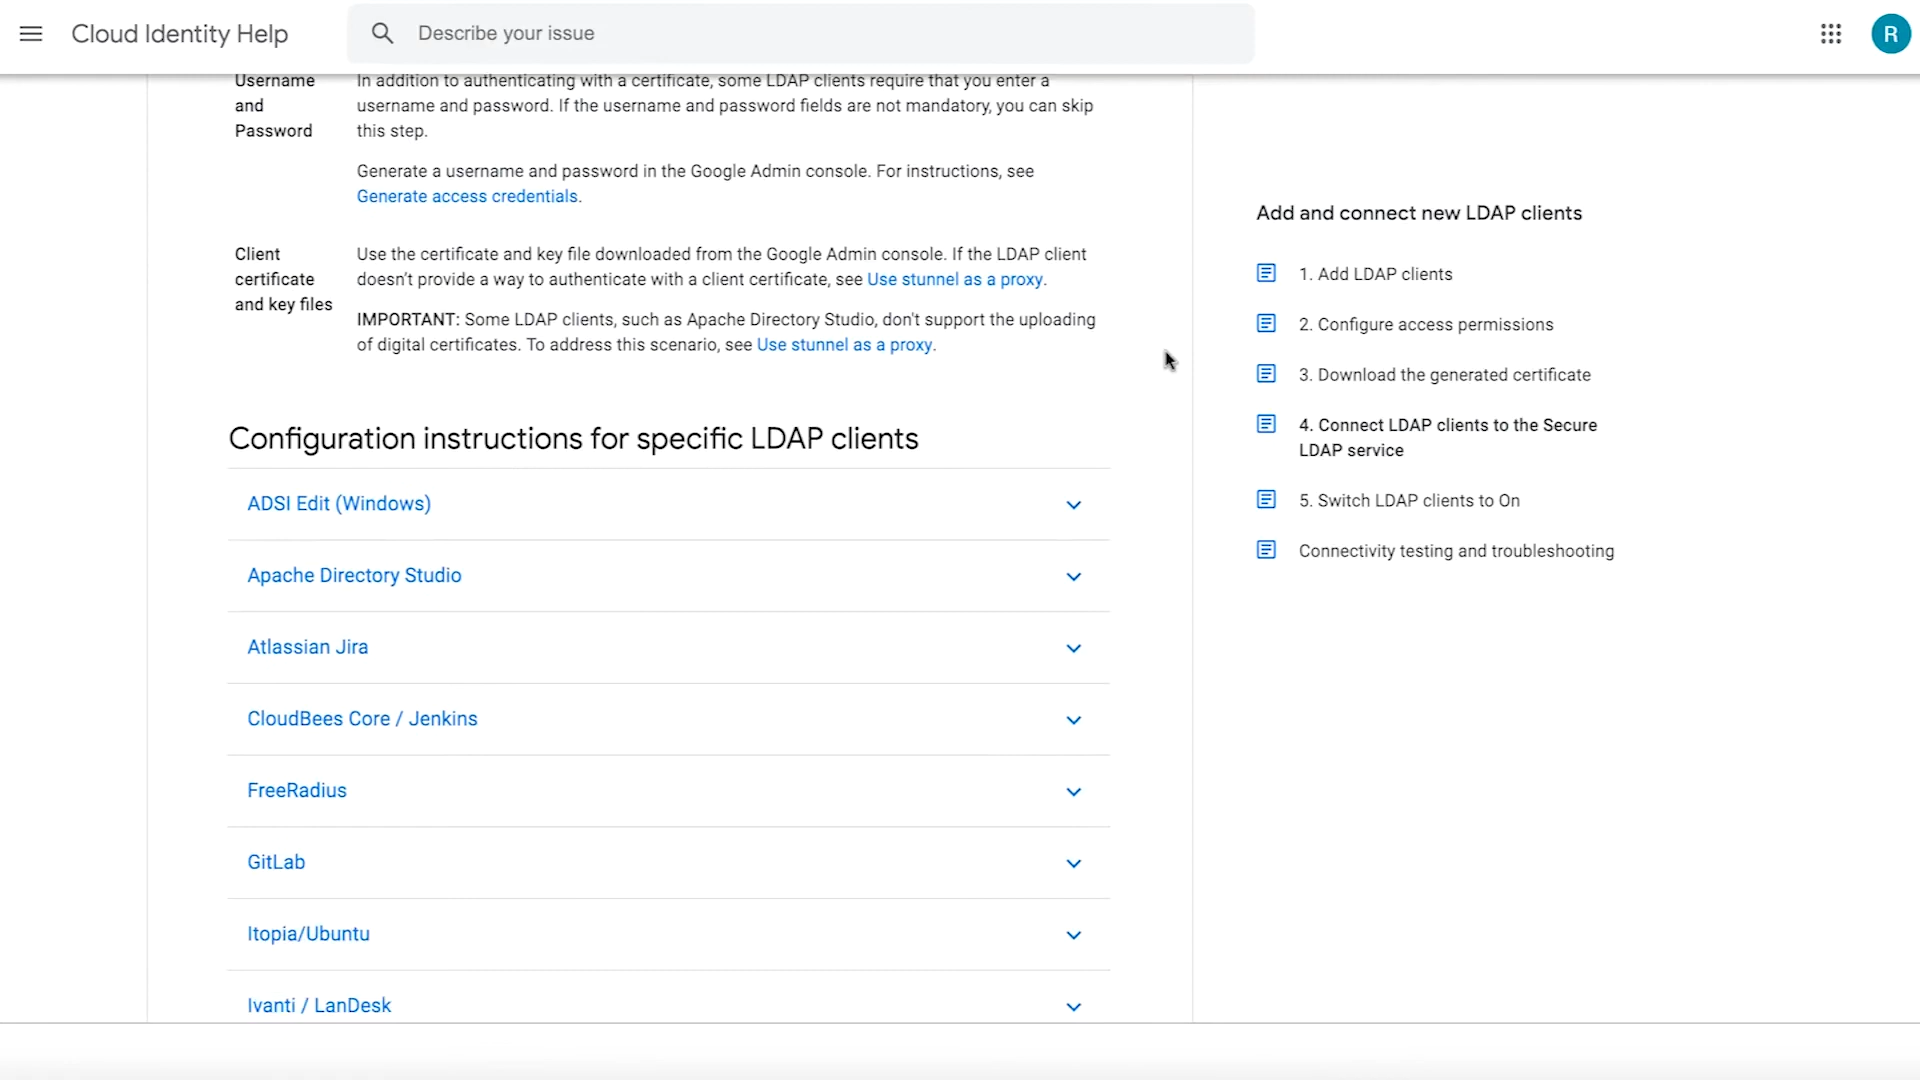 Cloud Identity Help
Describe your issue
R
Username
and
Password
In addition to authenticating with a certificate, some LDAP clients require that you enter a
username and password. If the username and password fields are not mandatory, you can skip
this step.
Generate a username and password in the Google Admin console. For instructions, see
Generate access credentials.
Client
certificate
and key files
Use the certificate and key file downloaded from the Google Admin console. If the LDAP client
doesn't provide a way to authenticate with a client certificate, see Use stunnel as a proxy.
IMPORTANT: Some LDAP clients, such as Apache Directory Studio, don't support the uploading
of digital certificates. To address this scenario, see Use stunnel as a proxy.
Configuration instructions for specific LDAP clients
ADSI Edit (Windows)
Apache Directory Studio
Atlassian Jira
CloudBees Core / Jenkins
FreeRadius
GitLab
Itopia/Ubuntu
Ivanti / LanDesk
Add and connect new LDAP clients
1. Add LDAP clients
2. Configure access permissions
3. Download the generated certificate
4. Connect LDAP clients to the Secure
LDAP service
5. Switch LDAP clients to On
Connectivity testing and troubleshooting